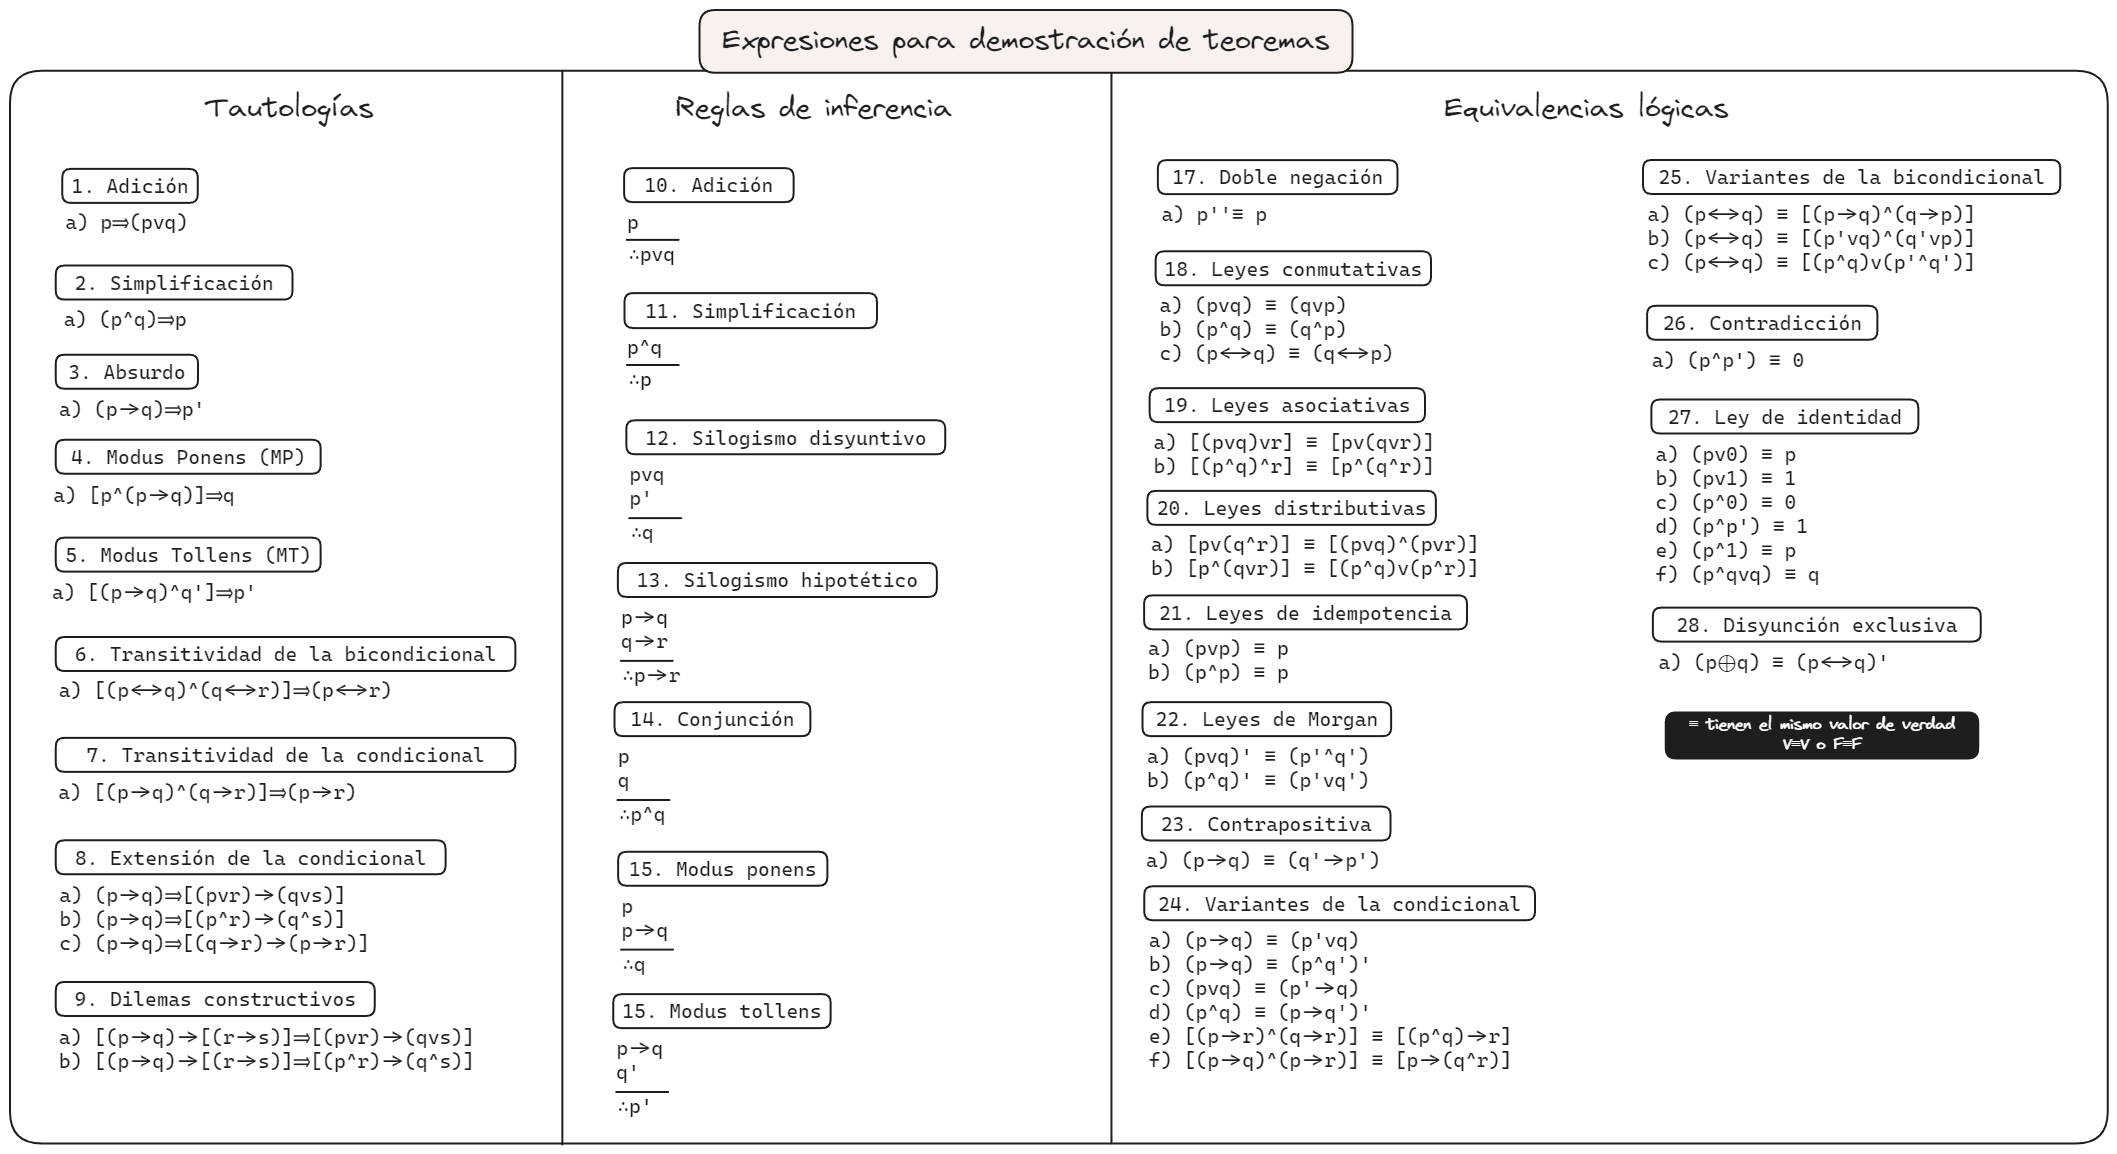 Expresiones para demostración de teoremas
Tautologías
1. Adición
a) p⇒(pvq)
2. Simplificación
a) (p^q)⇒p
3. Absurdo
a) (p→q)⇒p'
4. Modus Ponens (MP)
a) [p^(p→q)]⇒q
5. Modus Tollens (MT)
a) [(p→q)^q']⇒p'
6. Transitividad de la bicondicional
a) [(p↔q)^(q↔r)]⇒(p↔r)
7. Transitividad de la condicional
a) [(p→q)^(q→r)]⇒(p→r)
8. Extensión de la condicional
a) (p→q)⇒[(pvr)→(qvs)]
b) (p→q)⇒[(p^r)→(q^s)]
c) (p→q)⇒[(q→r)→(p→r)]
9. Dilemas constructivos
a) [(p→q)→[(r→s)]⇒[(pvr)→(qvs)]
b) [(p→q)→[(r→s)]⇒[(p^r)→(q^s)]
Reglas de inferencia
10. Adición
p
∴pvq
11. Simplificación
p^q
∴p
12. Silogismo disyuntivo
pvq
p'
∴q
13. Silogismo hipotético
p→q
q→r
∴p→r
14. Conjunción
p
q
∴p^q
15. Modus ponens
p
p→q
∴q
15. Modus tollens
p→q
q'
∴p'
Equivalencias lógicas
17. Doble negación
a) p''≡ p
18. Leyes conmutativas
a) (pvq) ≡ (qvp)
b) (p^q) ≡ (q^p)
c) (p↔q) ≡ (q↔p)
19. Leyes asociativas
a) [(pvq)vr] ≡ [pv(qvr)]
b) [(p^q)^r] ≡ [p^(q^r)]
20. Leyes distributivas
a) [pv(q^r)] ≡ [(pvq)^(pvr)]
b) [p^(qvr)] ≡ [(p^q)v(p^r)]
21. Leyes de idempotencia
a) (pvp) ≡ p
b) (p^p) ≡ p
22. Leyes de Morgan
a) (pvq)' ≡ (p'^q')
b) (p^q)' ≡ (p'vq')
23. Contrapositiva
a) (p→q) ≡ (q'→p')
24. Variantes de la condicional
a) (p→q) ≡ (p'vq)
b) (p→q) ≡ (p^q')'
c) (pvq) ≡ (p'→q)
d) (p^q) ≡ (p→q')'
e) [(p→r)^(q→r)] ≡ [(p^q)→r]
f) [(p→q)^(p→r)] ≡ [p→(q^r)]
25. Variantes de la bicondicional
a) (p↔q) ≡ [(p→q)^(q→p)]
b) (p↔q) ≡ [(p'vq)^(q'vp)]
c) (p↔q) ≡ [(p^q)v(p'^q')]
26. Contradicción
a) (p^p') ≡ 0
27. Ley de identidad
a) (pv0) ≡ p
b) (pv1) ≡ 1
c) (p^0) ≡ 0
d) (p^p') ≡ 1
e) (p^1) ≡ p
f) (p^qvq) ≡ q
28. Disyunción exclusiva
a) (p⊕q) ≡ (p↔q)'
≡ tienen el mismo valor de verdad
V≡V o F≡F